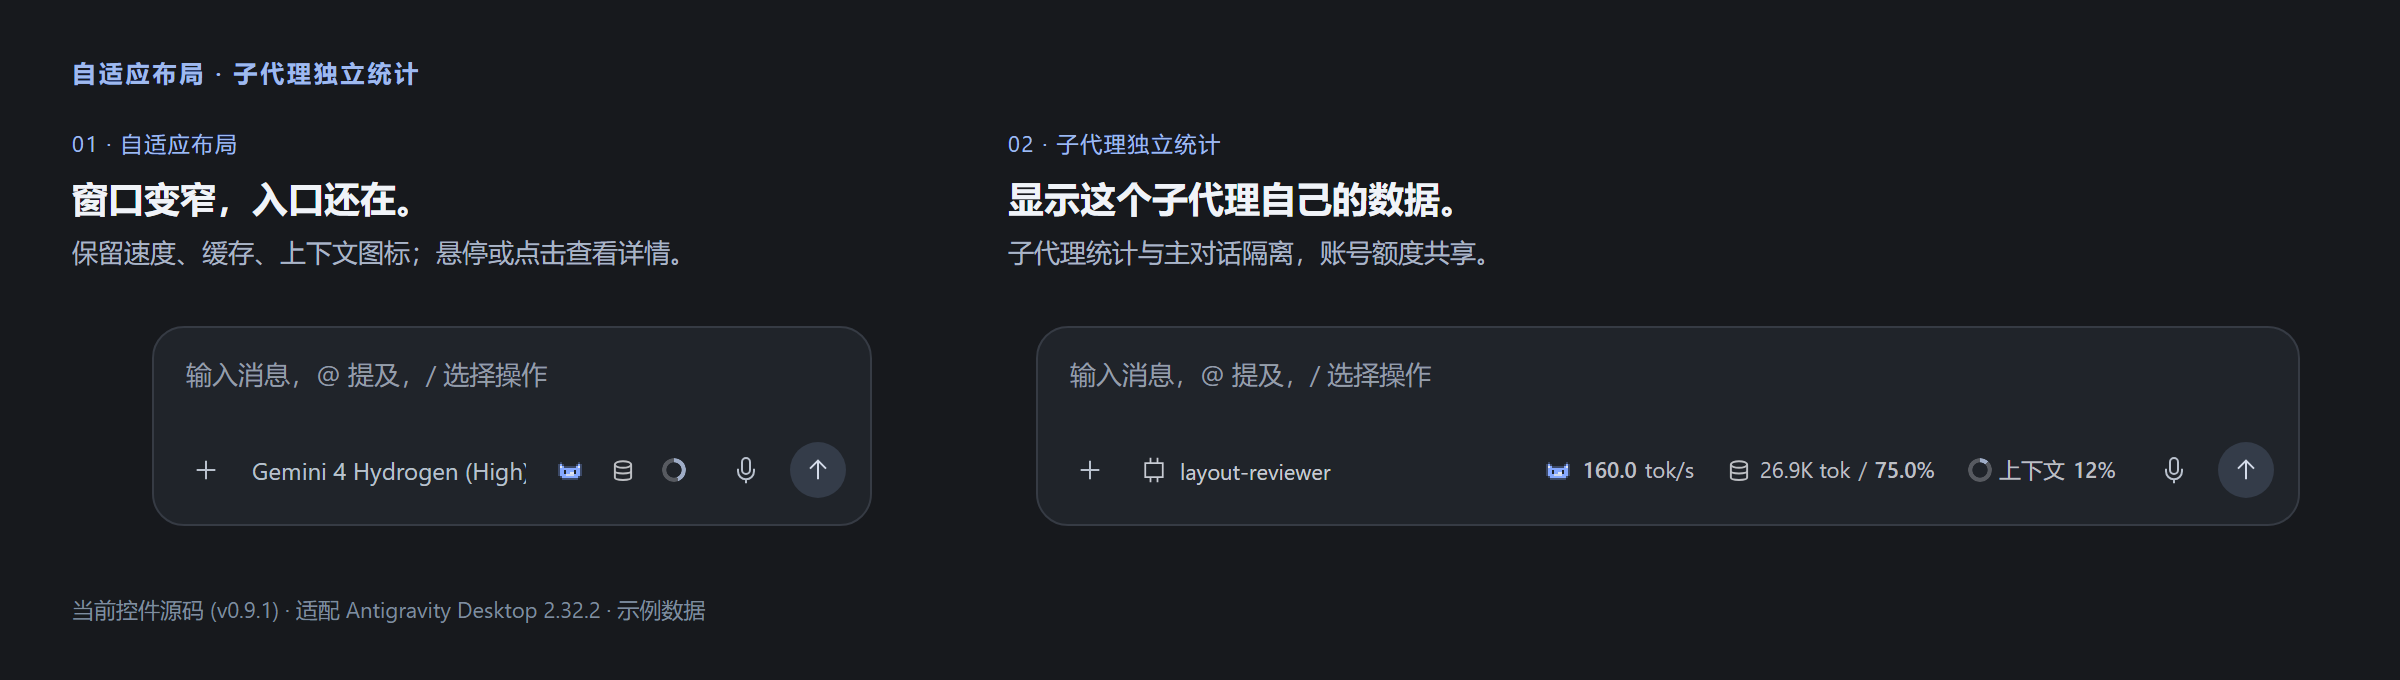 自适应布局 · 子代理独立统计
01 · 自适应布局
窗口变窄，入口还在。
保留速度、缓存、上下文图标；悬停或点击查看详情。
输入消息，@ 提及，/ 选择操作
Gemini 4 Hydrogen (High)
02 · 子代理独立统计
显示这个子代理自己的数据。
子代理统计与主对话隔离，账号额度共享。
输入消息，@ 提及，/ 选择操作
layout-reviewer 160.0 tok/s 26.9K tok / 75.0% 上下文 12%
当前控件源码 (v0.9.1) · 适配 Antigravity Desktop 2.32.2 · 示例数据